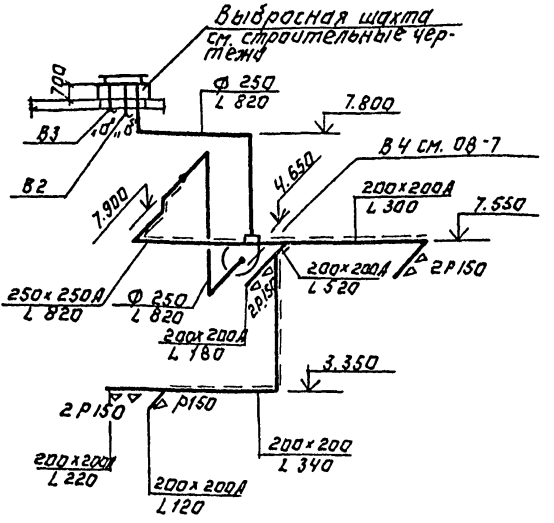 Выбросная шахта
см. строительные чер-
тежа
700
Ф 250
L 820
7.800
В3
"а" "б"
В2
В4 см. ОВ-7
4.650
7.900
200х200А
L 300
7.550
250х250А
L 820
Ф 250
L 820
2Р150
200х200А
L 520
2Р150
200х200А
L 180
3.350
2Р150
Р150
200х200А
L 220
200х200А
L 120
200х200
L 340